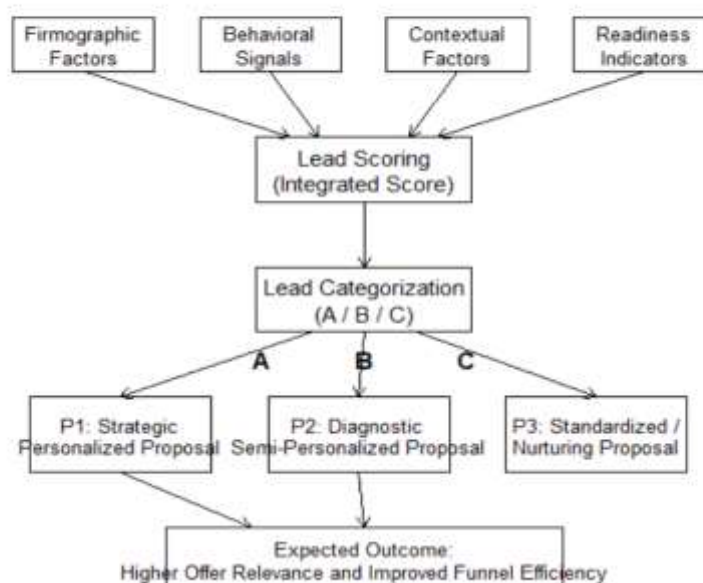 Firmographic
Factors
Behavioral
Signals
Contextual
Factors
Readiness
Indicators
Lead Scoring
(Integrated Score)
Lead Categorization
(A / B / C)
A
B
C
P1: Strategic
Personalized Proposal
P2: Diagnostic
Semi-Personalized Proposal
P3: Standardized /
Nurturing Proposal
Expected Outcome:
Higher Offer Relevance and Improved Funnel Efficiency